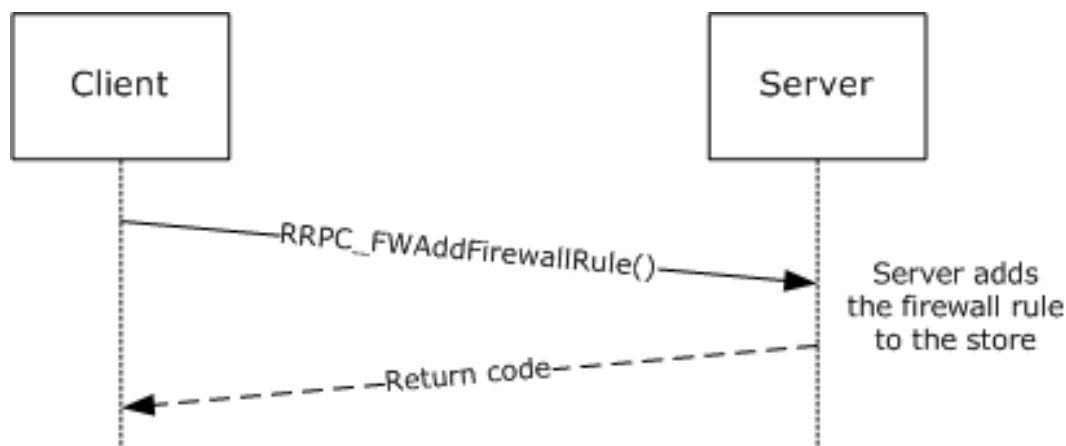 Client
Server
RRPC_FWAddFirewallRule()
Server adds
the firewall rule
to the store
Return code